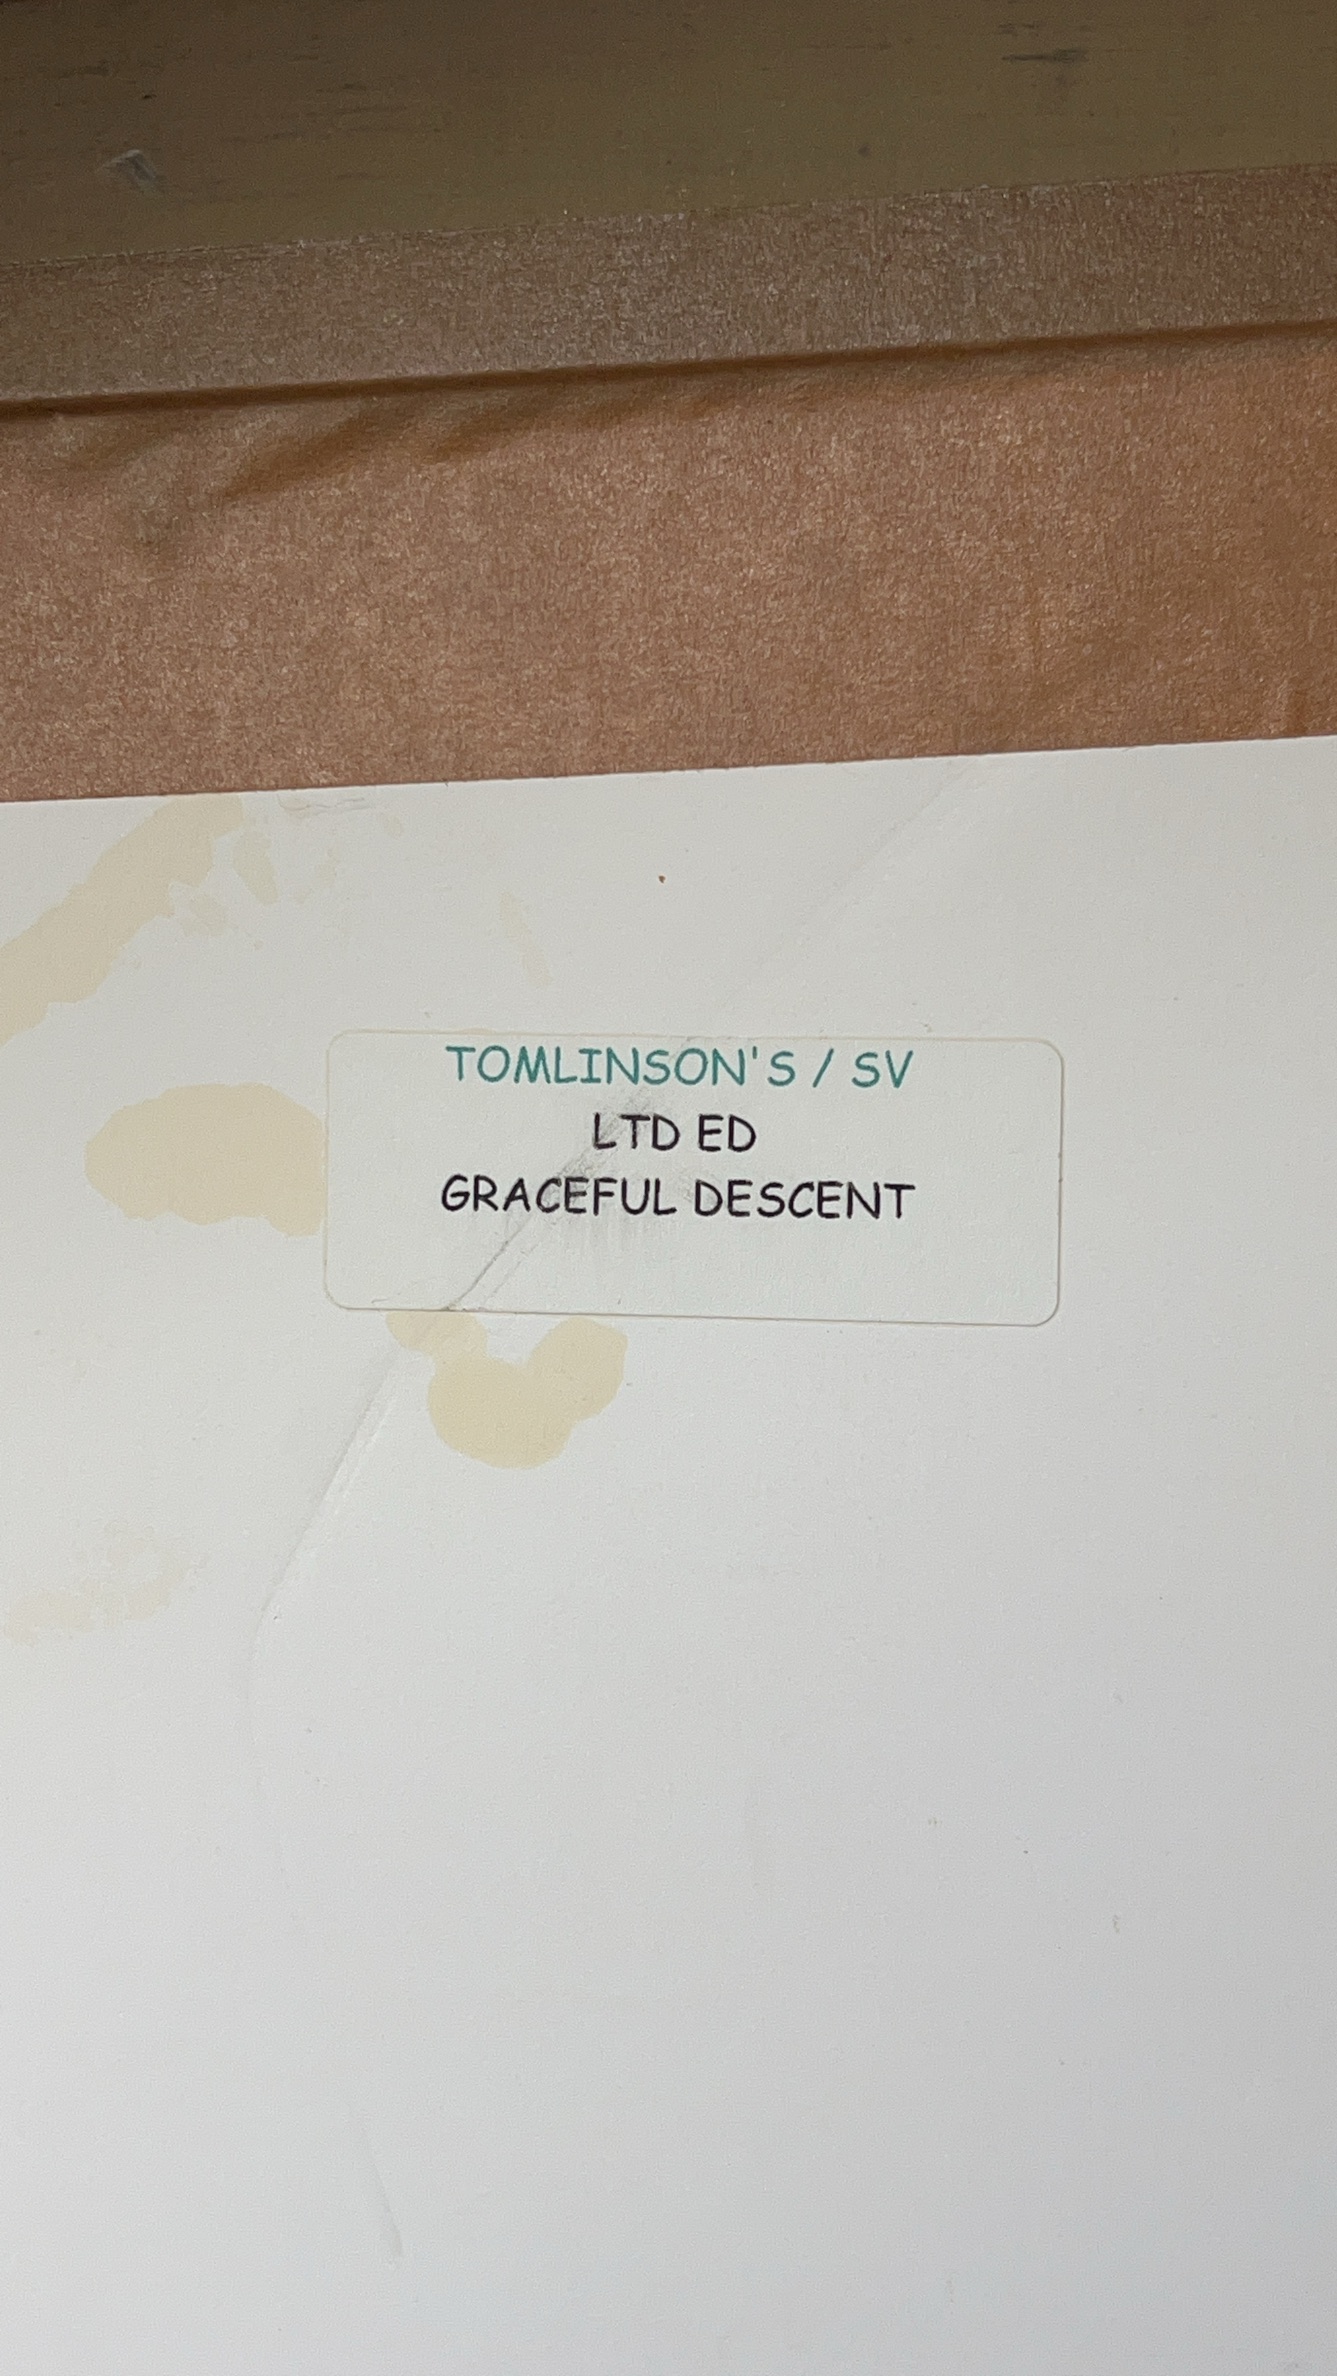 TOMLINSON'S / SV
LTD ED
GRACEFUL DESCENT